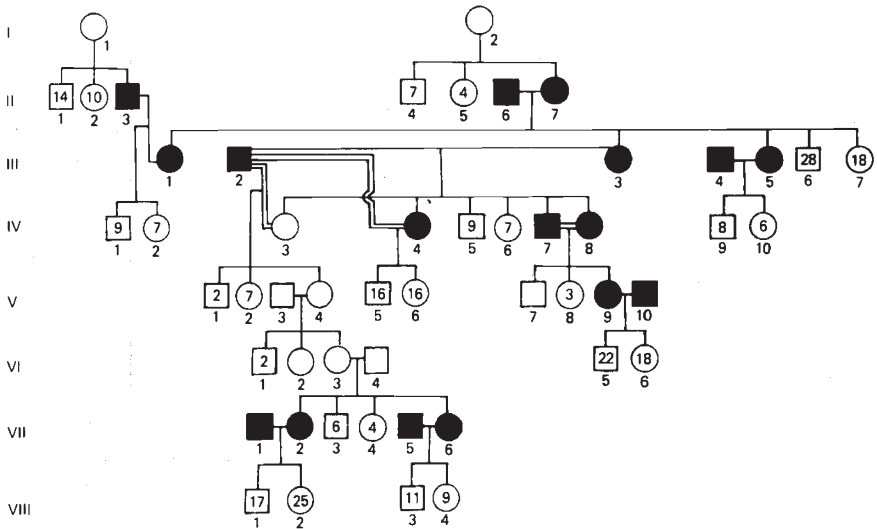 I
1
2
14 10 7 4
II
1 2 3 4 5 6 7
28 18
III
1 2 3 4 5 6 7
9 7 9 7 8 6
IV
1 2 3 4 5 6 7 8 9 10
2 7 16 16 3
V
1 2 3 4 5 6 7 8 9 10
2 22 18
VI
1 2 3 4 5 6
6 4
VII
1 2 3 4 5 6
17 25 11 9
VIII
1 2 3 4